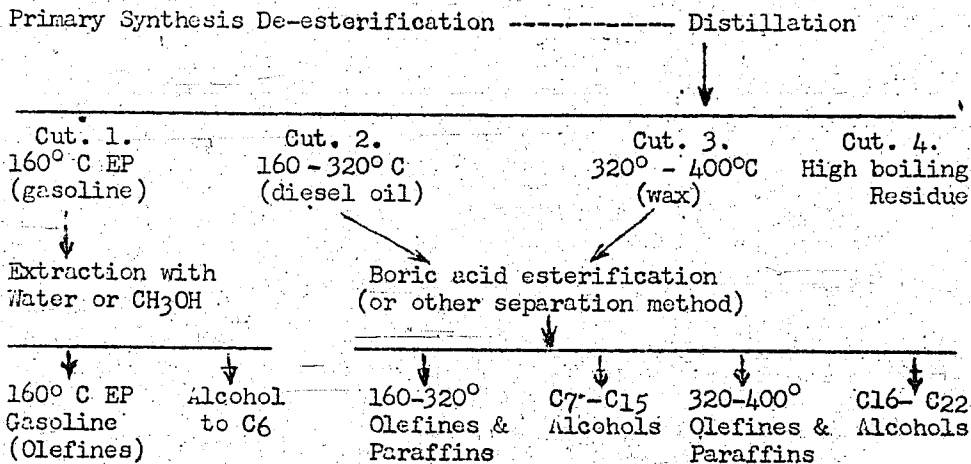 Primary Synthesis De-esterification ---------- Distillation
Cut. 1. Cut. 2. Cut. 3. Cut. 4.
160° C EP 160-320° C 320° - 400°C High boiling
(gasoline) (diesel oil) (wax) Residue
Extraction with Boric acid esterification
Water or CH3OH (or other separation method)
160° C EP Alcohol 160-320° C7-C15 320-400° C16- C22
Gasoline to C6 Olefines & Alcohols Olefines & Alcohols
(Olefines) Paraffins Paraffins